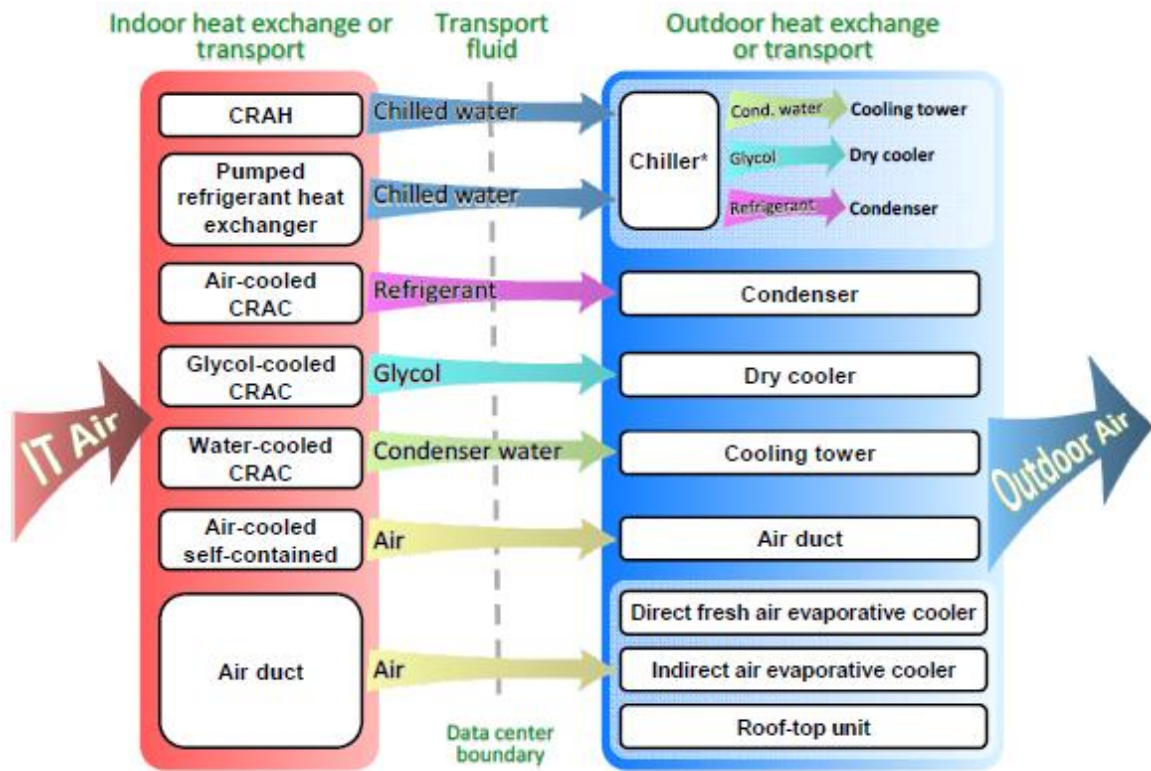 Indoor heat exchange or
transport
Transport
fluid
Outdoor heat exchange
or transport
CRAH
Chilled water
Chiller*
Cond. water
Cooling tower
Glycol
Dry cooler
Refrigerant
Condenser
Pumped
refrigerant heat
exchanger
Chilled water
Air-cooled
CRAC
Refrigerant
Condenser
Glycol-cooled
CRAC
Glycol
Dry cooler
IT Air
Water-cooled
CRAC
Condenser water
Cooling tower
Outdoor Air
Air-cooled
self-contained
Air
Air duct
Air duct
Air
Direct fresh air evaporative cooler
Indirect air evaporative cooler
Roof-top unit
Data center
boundary